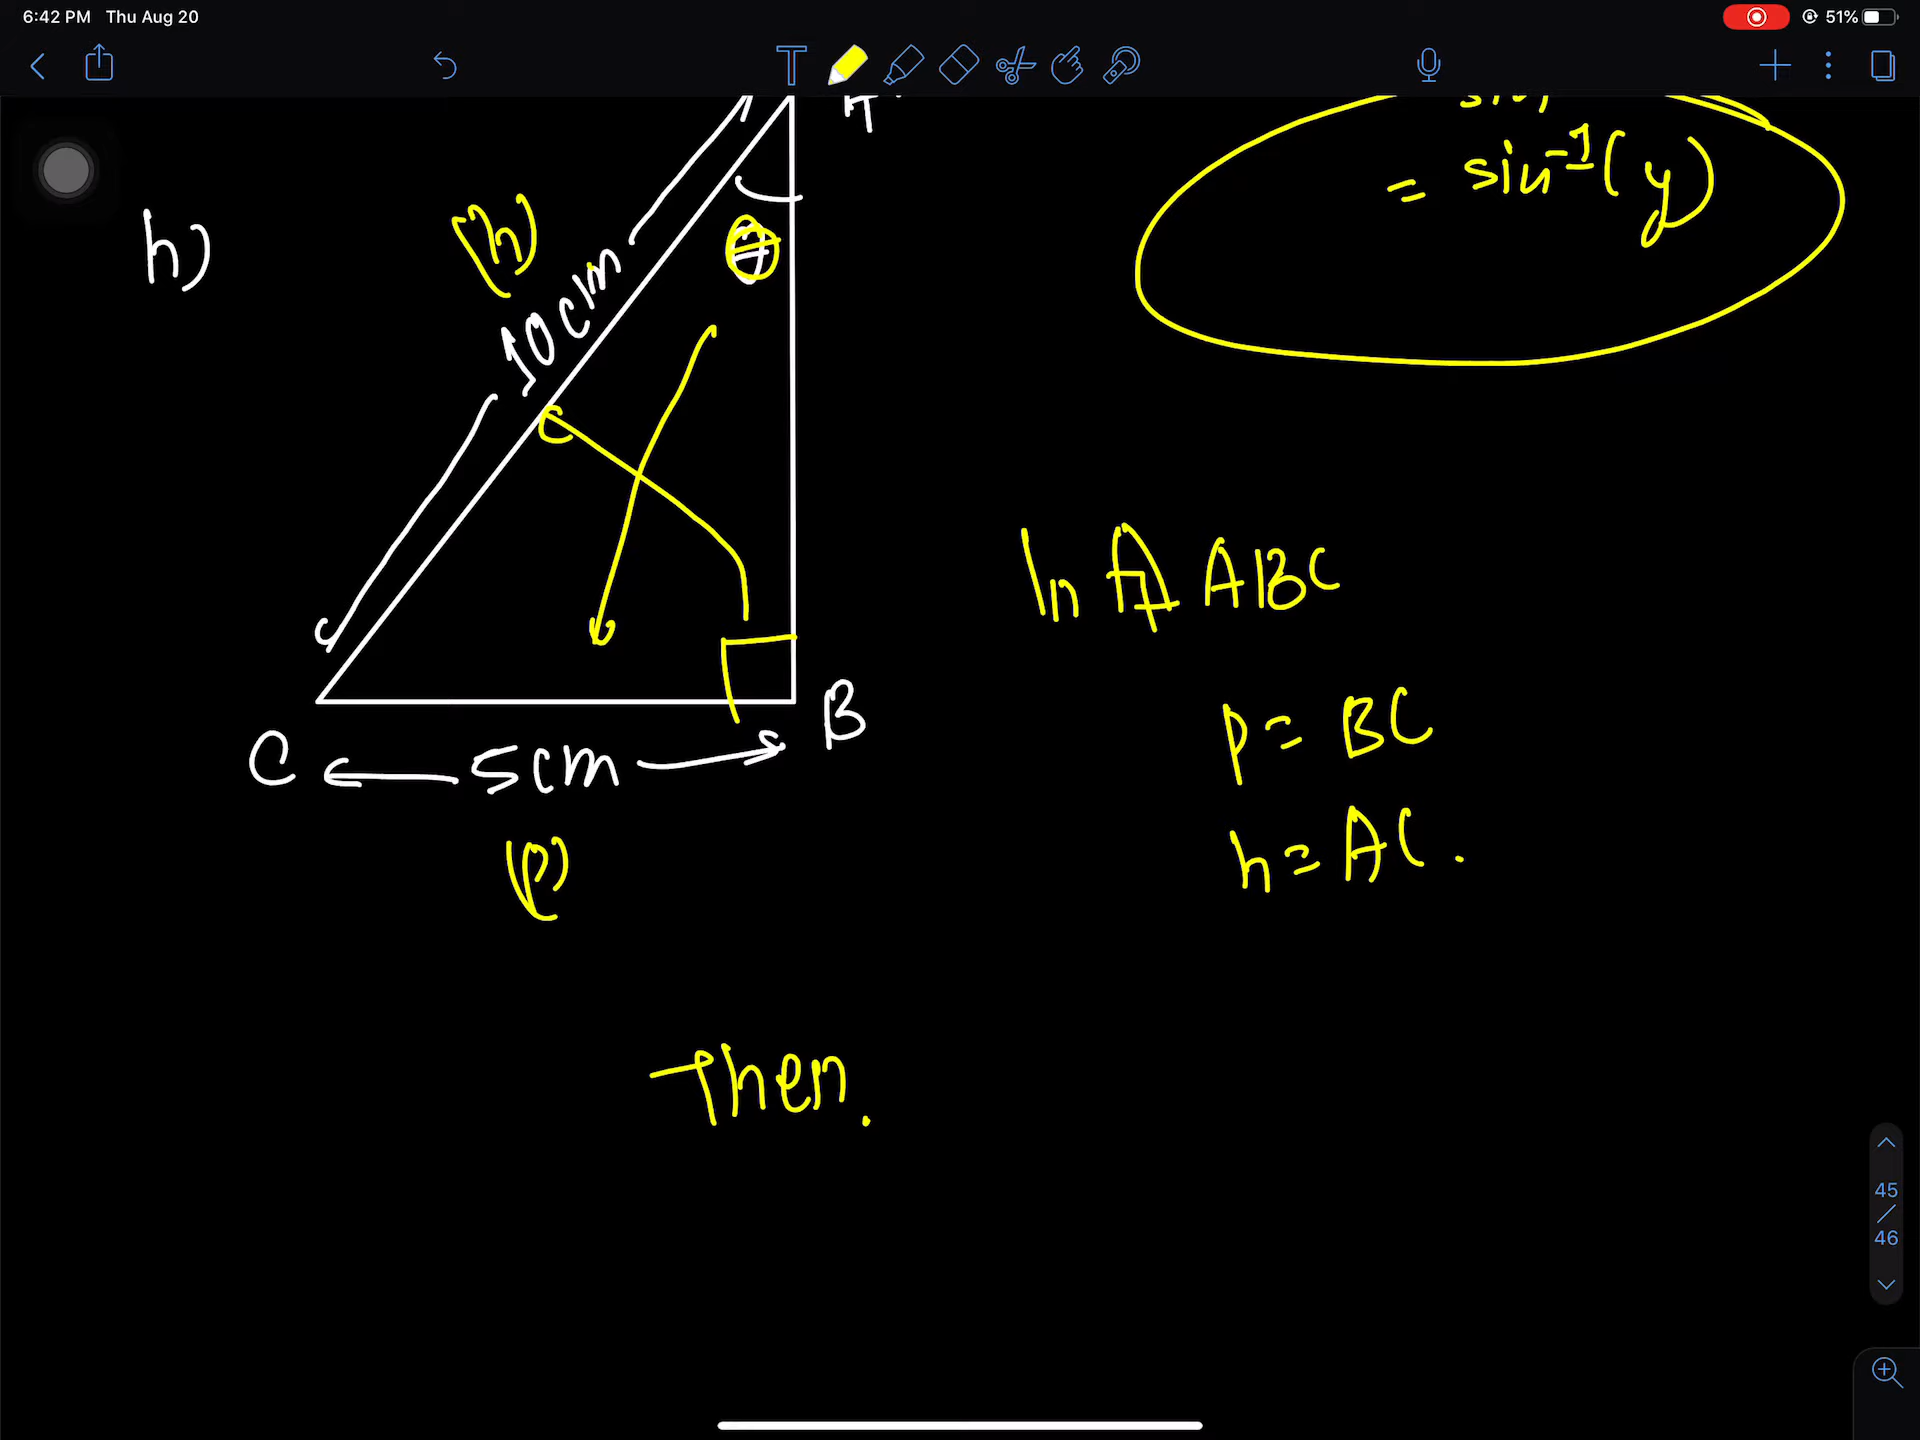 6:42 PM Thu Aug 20
51%
T
A
= sin⁻¹(y)
h)
(h)
10cm
θ
In △ ABC
p = BC
h = AC.
B
C ← 5cm →
(p)
Then.
45
/
46